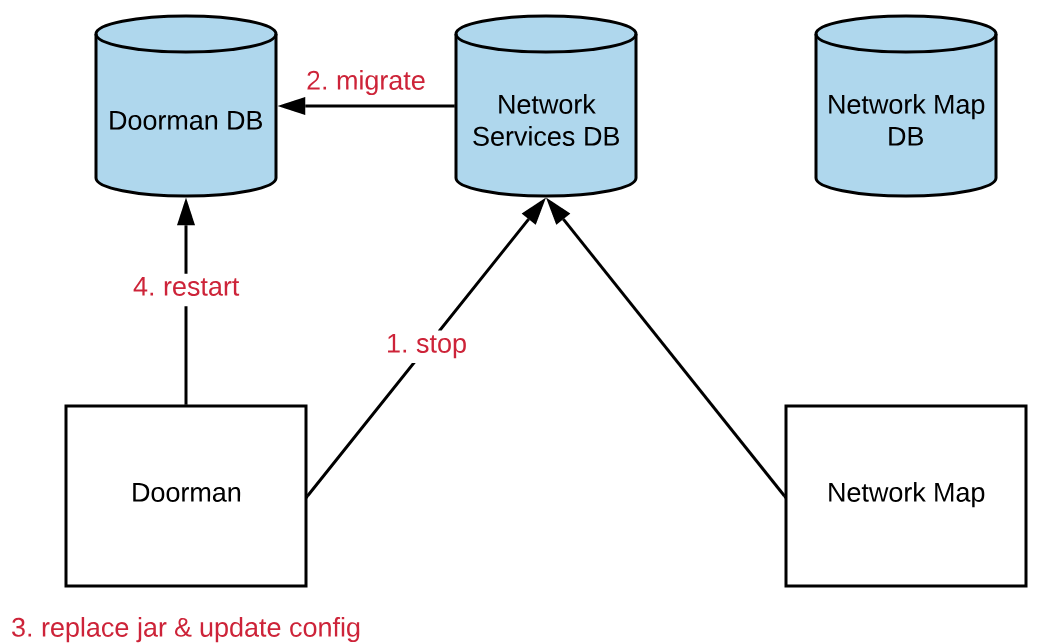 2. migrate
Doorman DB
Network
Services DB
Network Map
DB
4. restart
1. stop
Doorman
Network Map
3. replace jar & update config